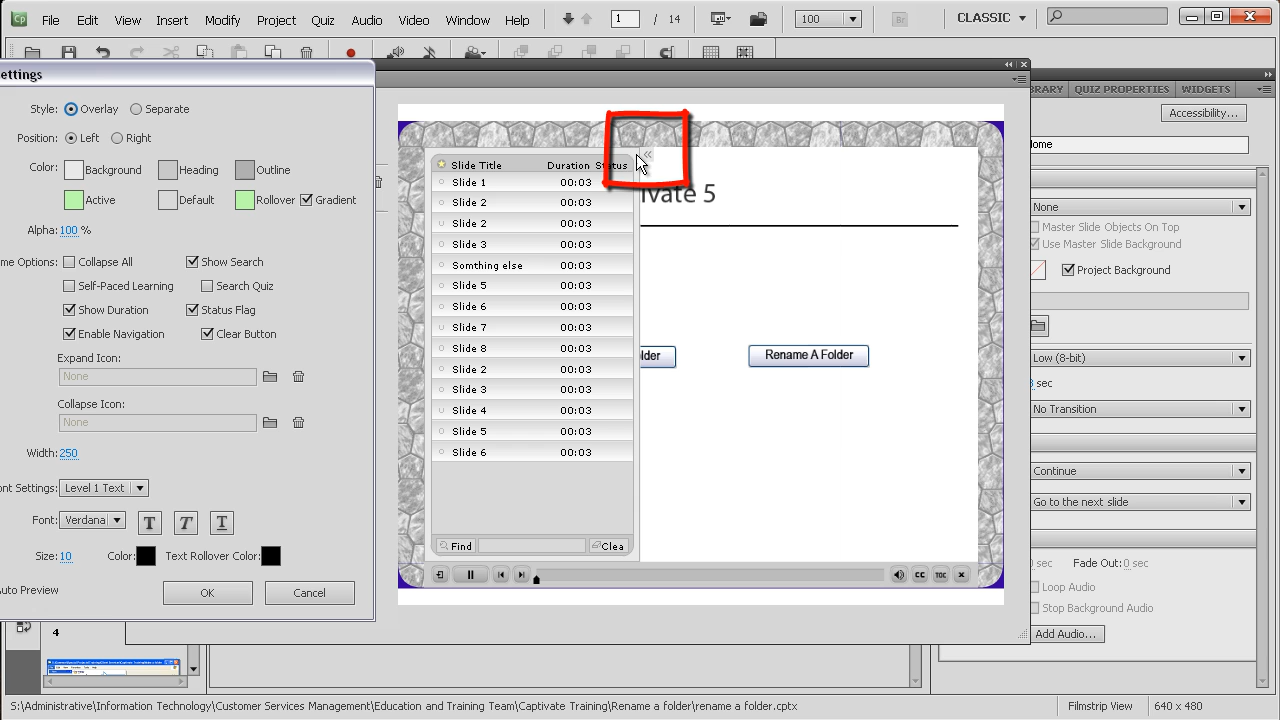 Cp File Edit View Insert Modify Project Quiz Audio Video Window Help 1 / 14 100 Br CLASSIC
ettings
BRARY QUIZ PROPERTIES WIDGETS
Style: Overlay Separate
Accessibility...
Position: Left Right
ome
Color: Background Heading Outline
Active Default Rollover Gradient
Alpha: 100 %
me Options: Collapse All Show Search
Self-Paced Learning Search Quiz
Show Duration Status Flag
Enable Navigation Clear Button
Expand Icon:
None
Collapse Icon:
None
Width: 250
nt Settings: Level 1 Text
Font: Verdana T T T
Size: 10 Color: Text Rollover Color:
uto Preview OK Cancel
Slide Title Duration Status
Slide 1 00:03
Slide 2 00:03
Slide 2 00:03
Slide 3 00:03
Somthing else 00:03
Slide 5 00:03
Slide 6 00:03
Slide 7 00:03
Slide 8 00:03
Slide 2 00:03
Slide 3 00:03
Slide 4 00:03
Slide 5 00:03
Slide 6 00:03
Find Clea
ivate 5
lder Rename A Folder
CC TOC
None
Master Slide Objects On Top
Use Master Slide Background
Project Background
Low (8-bit)
sec
No Transition
Continue
Go to the next slide
sec Fade Out: 0 sec
Loop Audio
Stop Background Audio
Add Audio...
4
S:\Administrative\Information Technology\Customer Services Management\Education and Training Team\Captivate Training\Rename a folder\rename a folder.cptx Filmstrip View 640 x 480